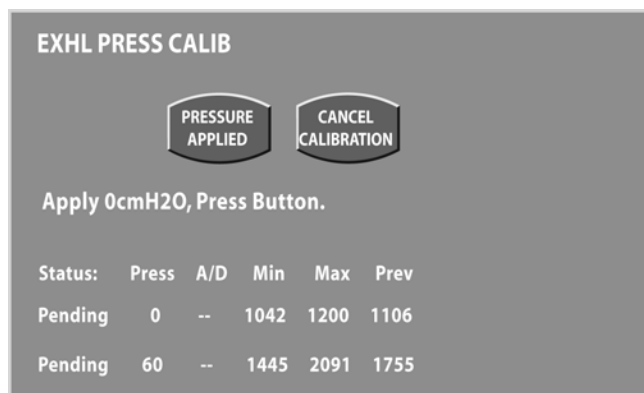 EXHL PRESS CALIB
PRESSURE APPLIED
CANCEL CALIBRATION
Apply 0cmH2O, Press Button.
Status: Press A/D Min Max Prev
Pending 0 -- 1042 1200 1106
Pending 60 -- 1445 2091 1755